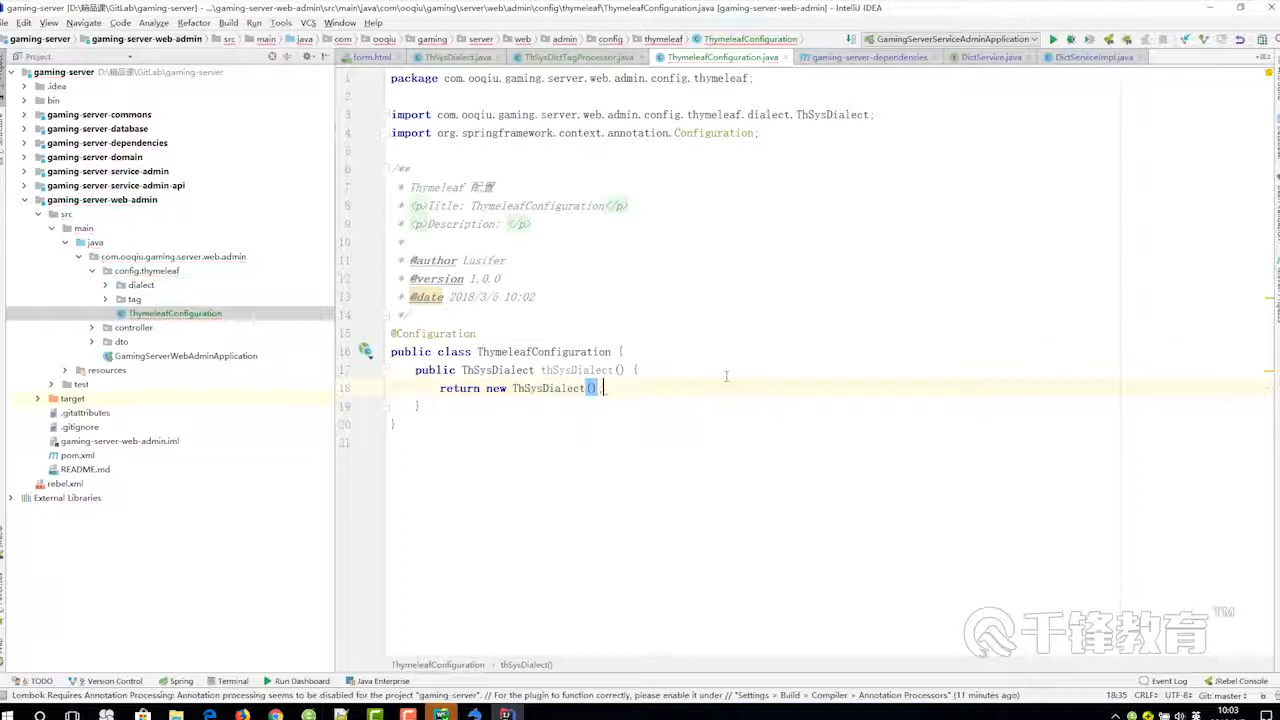 gaming-server [D:\精品课\GitLab\gaming-server] - ...\gaming-server-web-admin\src\main\java\com\ooqiu\gaming\server\web\admin\config\thymeleaf\ThymeleafConfiguration.java [gaming-server-web-admin] - IntelliJ IDEA
File Edit View Navigate Code Analyze Refactor Build Run Tools VCS Window Help
gaming-server gaming-server-web-admin src main java com ooqiu gaming server web admin config thymeleaf ThymeleafConfiguration GamingServerServiceAdminApplication
Project
form.html ThSysDialect.java ThSysDictTagProcessor.java ThymeleafConfiguration.java gaming-server-dependencies DictService.java DictServiceImpl.java
gaming-server D:\精品课\GitLab\gaming-server
.idea
bin
gaming-server-commons
gaming-server-database
gaming-server-dependencies
gaming-server-domain
gaming-server-service-admin
gaming-server-service-admin-api
gaming-server-web-admin
src
main
java
com.ooqiu.gaming.server.web.admin
config.thymeleaf
dialect
tag
ThymeleafConfiguration
controller
dto
GamingServerWebAdminApplication
resources
test
target
.gitattributes
.gitignore
gaming-server-web-admin.iml
pom.xml
README.md
rebel.xml
External Libraries
1 package com.ooqiu.gaming.server.web.admin.config.thymeleaf;
2
3 import com.ooqiu.gaming.server.web.admin.config.thymeleaf.dialect.ThSysDialect;
4 import org.springframework.context.annotation.Configuration;
5
6 /**
7 * Thymeleaf 配置
8 * <p>Title: ThymeleafConfiguration</p>
9 * <p>Description: </p>
10 *
11 * @author Lusifer
12 * @version 1.0.0
13 * @date 2018/3/5 10:02
14 */
15 @Configuration
16 public class ThymeleafConfiguration {
17 public ThSysDialect thSysDialect() {
18 return new ThSysDialect();
19 }
20 }
21
千锋教育™
ThymeleafConfiguration thSysDialect()
6: TODO 9: Version Control Spring Terminal Run Dashboard Java Enterprise Event Log JRebel Console
Lombok Requires Annotation Processing: Annotation processing seems to be disabled for the project "gaming-server". // For the plugin to function correctly, please enable it under // "Settings > Build > Compiler > Annotation Processors" (11 minutes ago) 18:35 CRLF UTF-8 Git: master
英 10:03